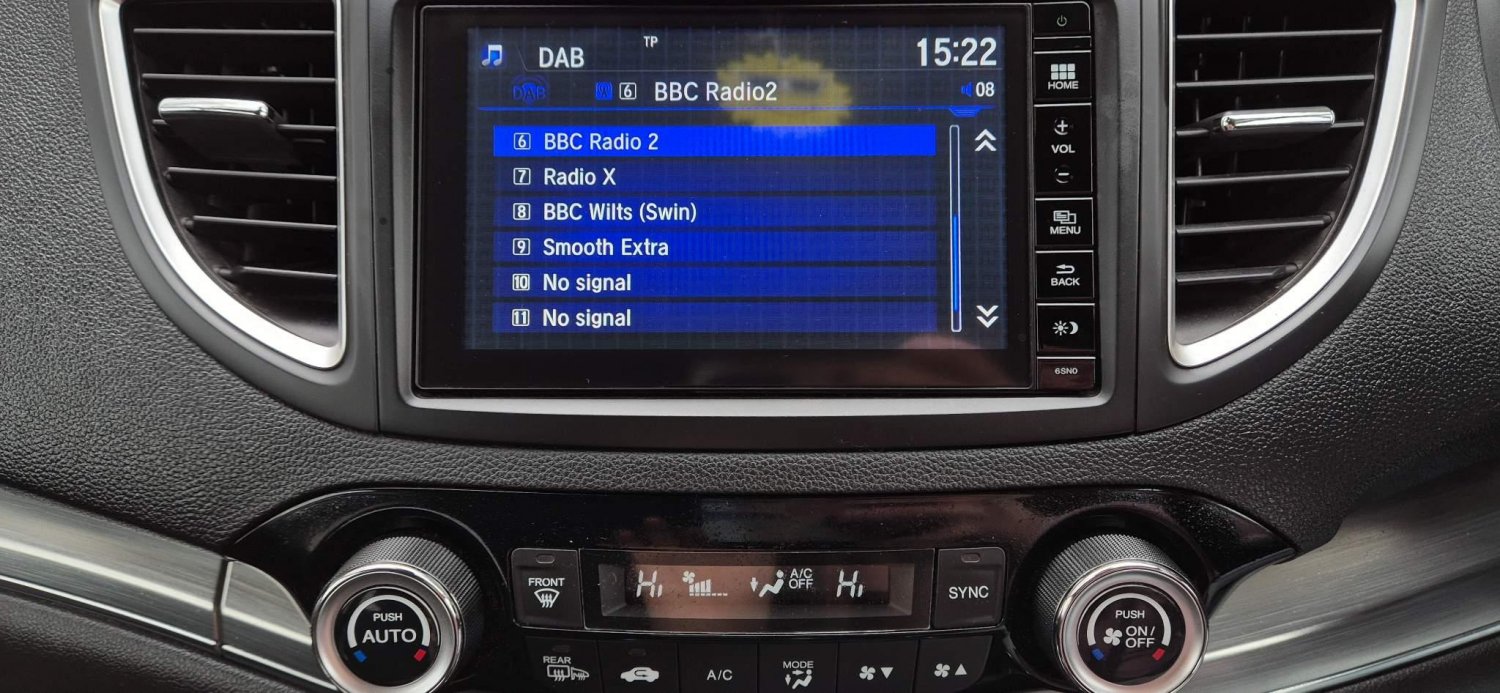 DAB
TP
15:22
DAB
6 BBC Radio2
08
6 BBC Radio 2
7 Radio X
8 BBC Wilts (Swin)
9 Smooth Extra
10 No signal
11 No signal
HOME
+
VOL
-
MENU
BACK
6SN0
FRONT
Hi
A/C
OFF
Hi
SYNC
PUSH
AUTO
PUSH
ON/
OFF
REAR
A/C
MODE